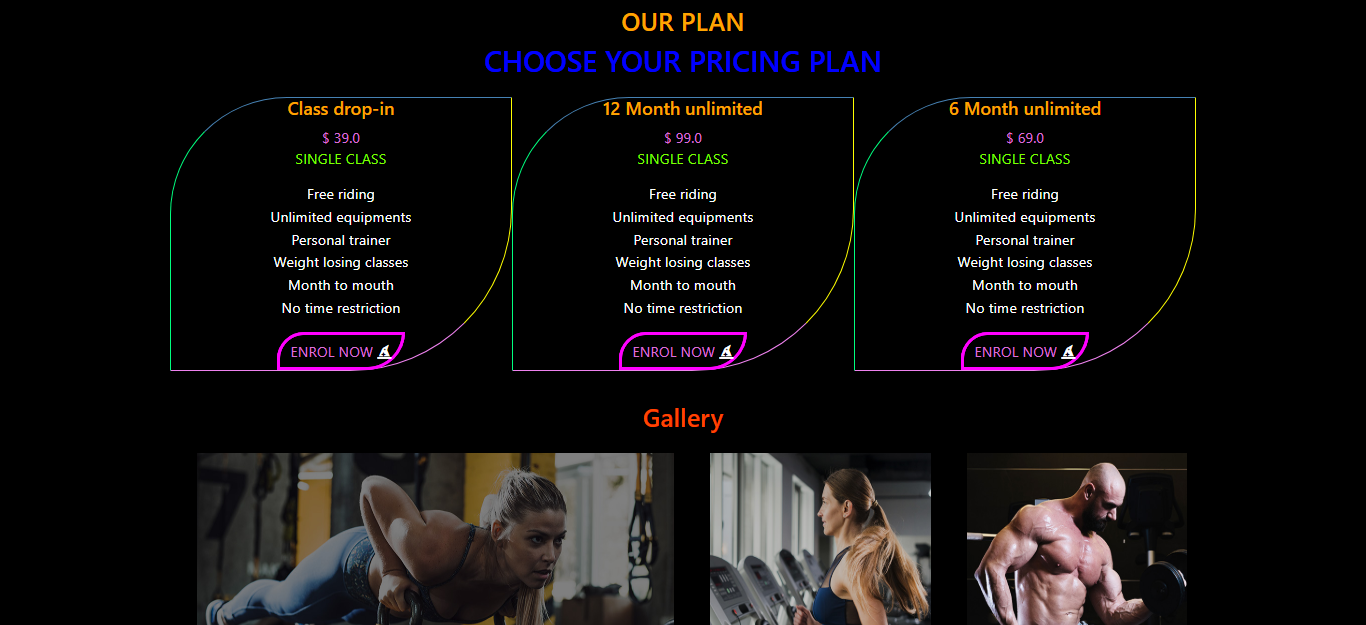 OUR PLAN
CHOOSE YOUR PRICING PLAN
Class drop-in
$ 39.0
SINGLE CLASS
Free riding
Unlimited equipments
Personal trainer
Weight losing classes
Month to mouth
No time restriction
ENROL NOW
12 Month unlimited
$ 99.0
SINGLE CLASS
Free riding
Unlimited equipments
Personal trainer
Weight losing classes
Month to mouth
No time restriction
ENROL NOW
6 Month unlimited
$ 69.0
SINGLE CLASS
Free riding
Unlimited equipments
Personal trainer
Weight losing classes
Month to mouth
No time restriction
ENROL NOW
Gallery